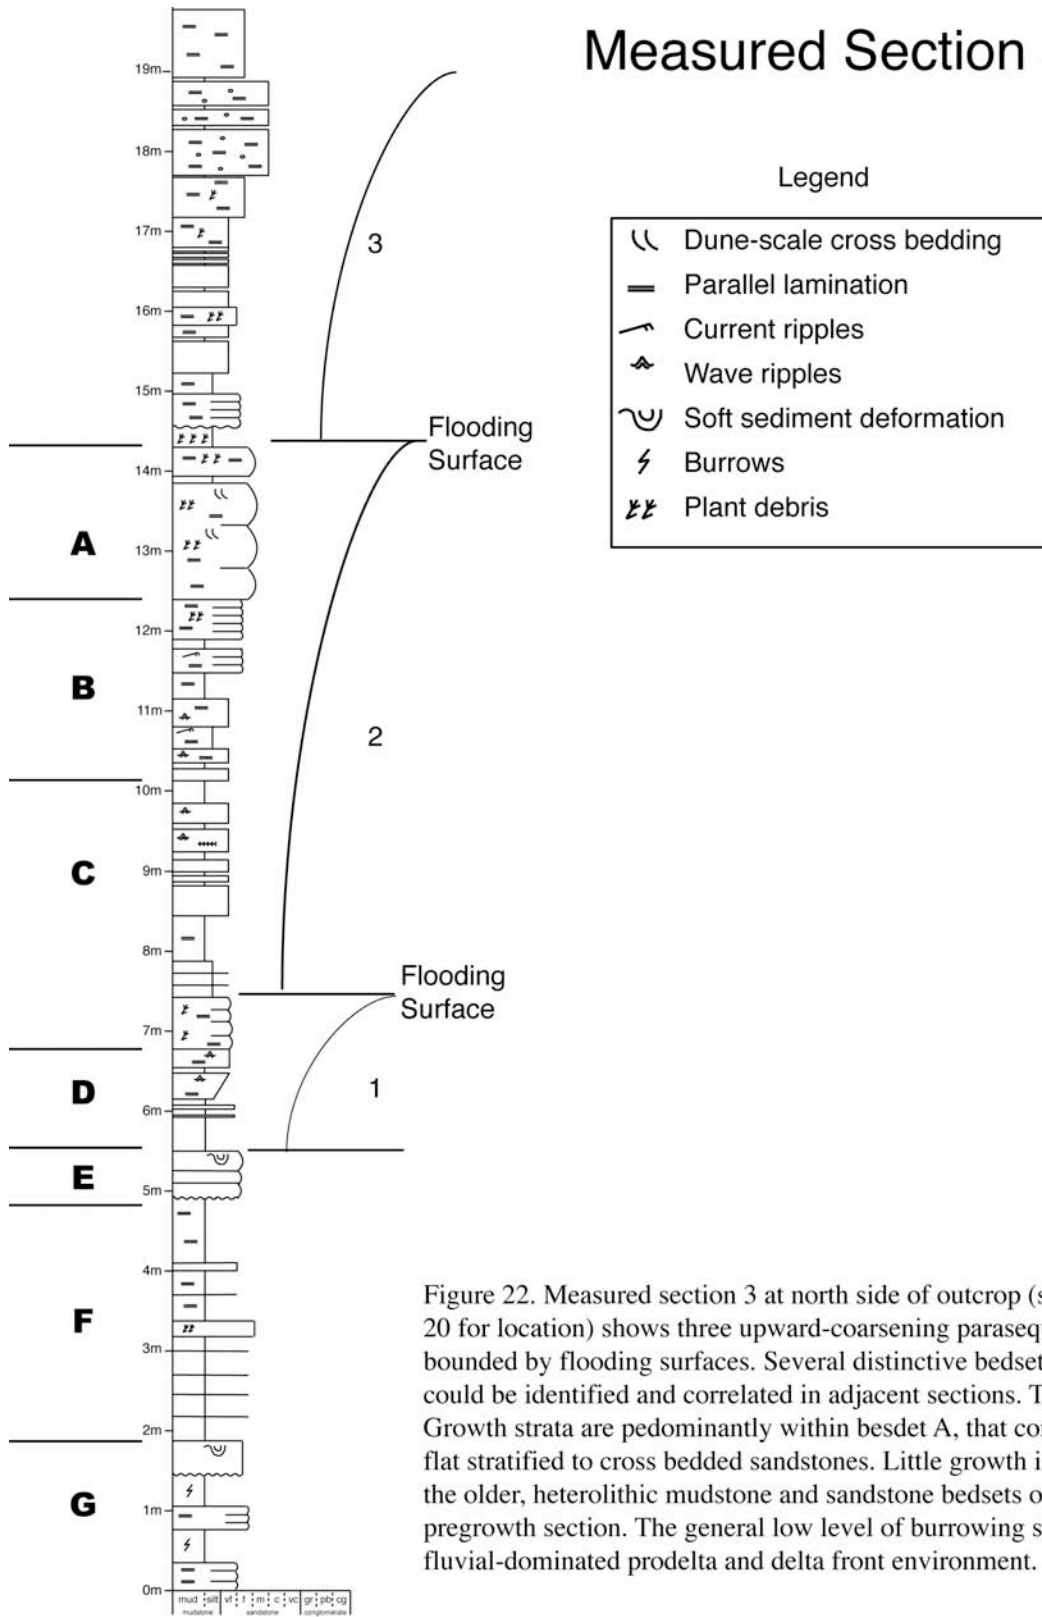 Measured Section
Legend
Dune-scale cross bedding
Parallel lamination
Current ripples
Wave ripples
Soft sediment deformation
Burrows
Plant debris
19m
18m
17m
16m
15m
14m
13m
12m
11m
10m
9m
8m
7m
6m
5m
4m
3m
2m
1m
0m
3
Flooding
Surface
2
Flooding
Surface
1
A
B
C
D
E
F
G
mud silt vf f m c vc gr pb cg
mudstone sandstone conglomerate
Figure 22. Measured section 3 at north side of outcrop (s
20 for location) shows three upward-coarsening paraseq
bounded by flooding surfaces. Several distinctive bedset
could be identified and correlated in adjacent sections. T
Growth strata are pedominantly within besdet A, that co
flat stratified to cross bedded sandstones. Little growth i
the older, heterolithic mudstone and sandstone bedsets o
pregrowth section. The general low level of burrowing s
fluvial-dominated prodelta and delta front environment.